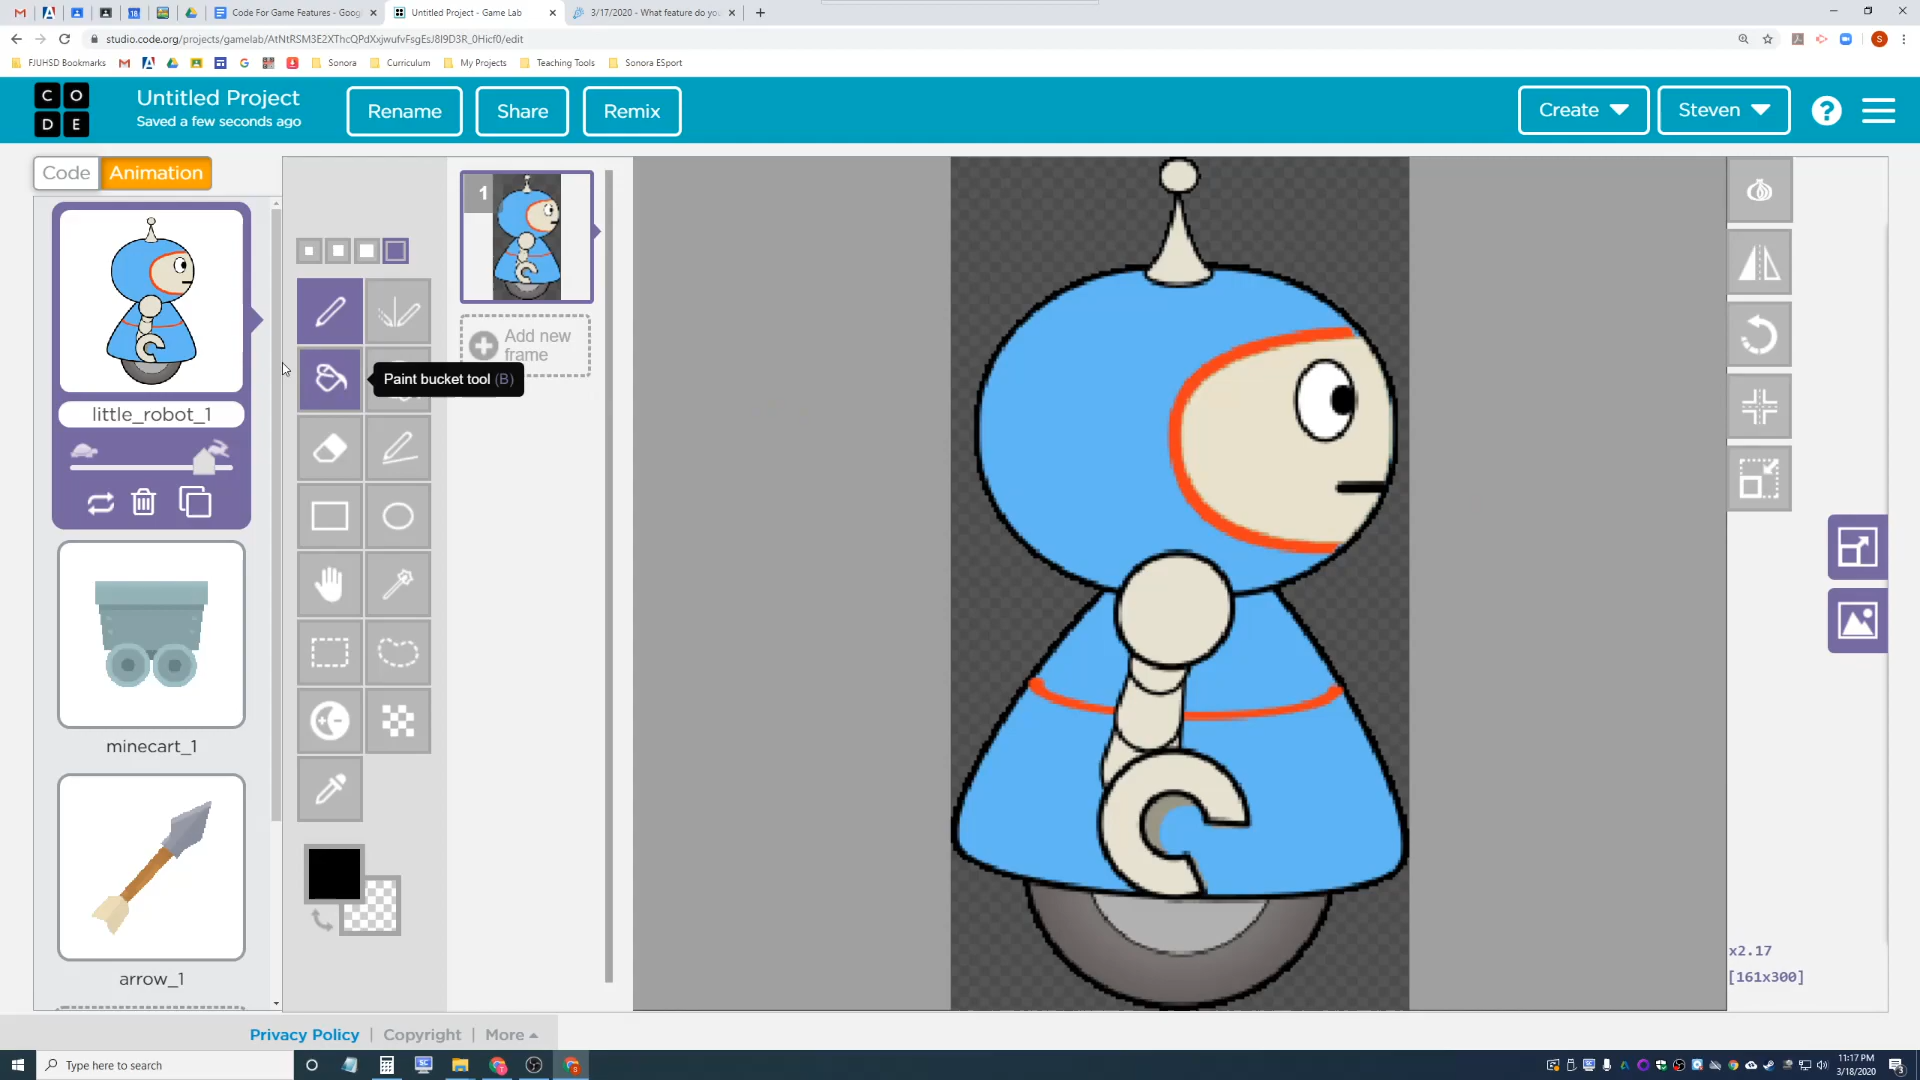 Code For Game Features - Goog
Untitled Project - Game Lab
3/17/2020 - What feature do yo
studio.code.org/projects/gamelab/AtNtRSM3E2XThcQPdXxjwufvFsgEsJ8I9D3R_0Hicf0/edit
FJUHSD Bookmarks
Sonora
Curriculum
My Projects
Teaching Tools
Sonora ESport
C O
D E
Untitled Project
Saved a few seconds ago
Rename
Share
Remix
Create
Steven
?
Code
Animation
1
Add new
frame
Paint bucket tool (B)
little_robot_1
minecart_1
arrow_1
x2.17
[161x300]
Privacy Policy | Copyright | More
Type here to search
11:17 PM
3/18/2020